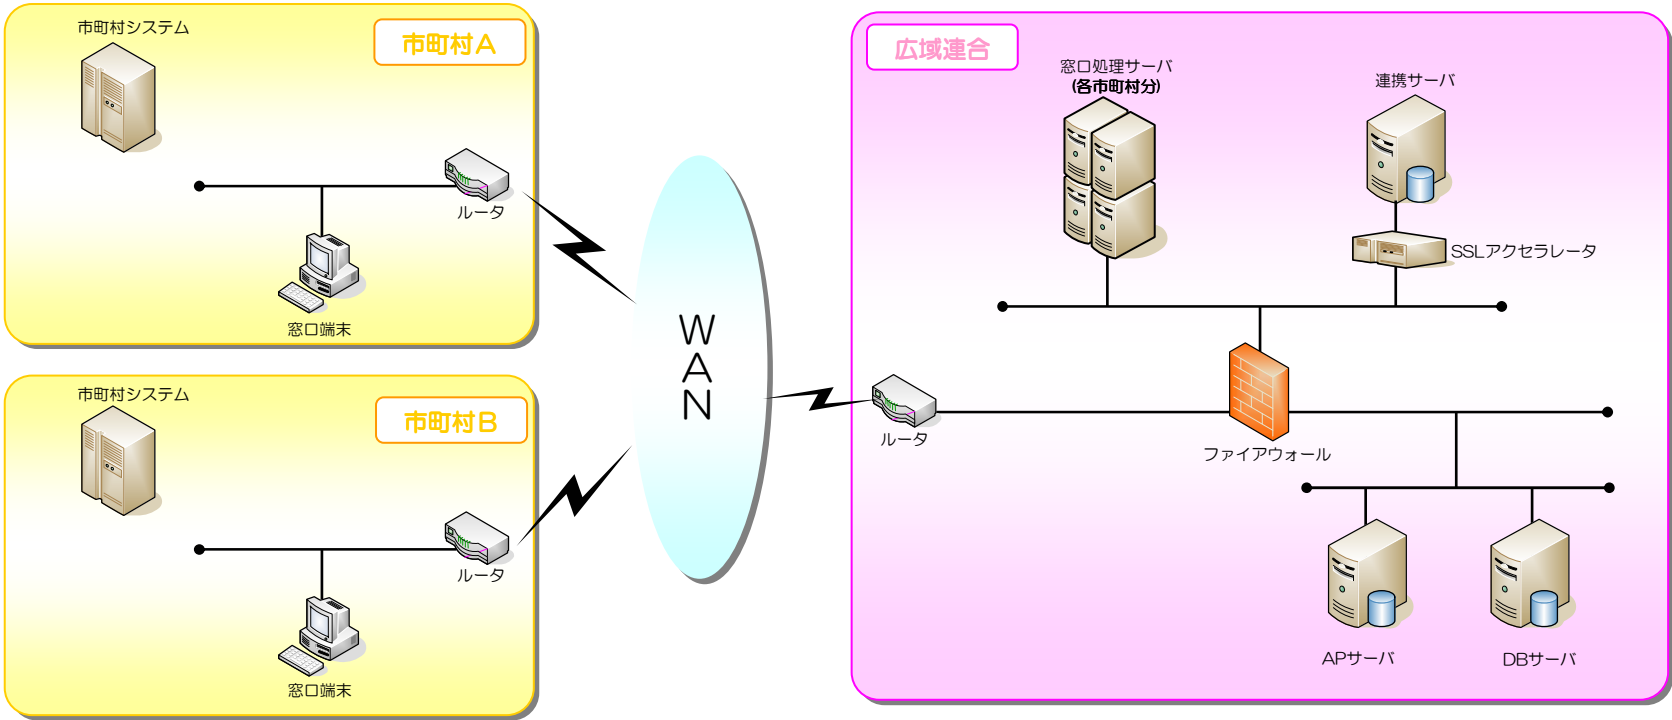 市町村システム
市町村A
ルータ
窓口端末
市町村システム
市町村B
ルータ
窓口端末
W
A
N
広域連合
窓口処理サーバ
(各市町村分)
連携サーバ
SSLアクセラレータ
ルータ
ファイアウォール
APサーバ
DBサーバ